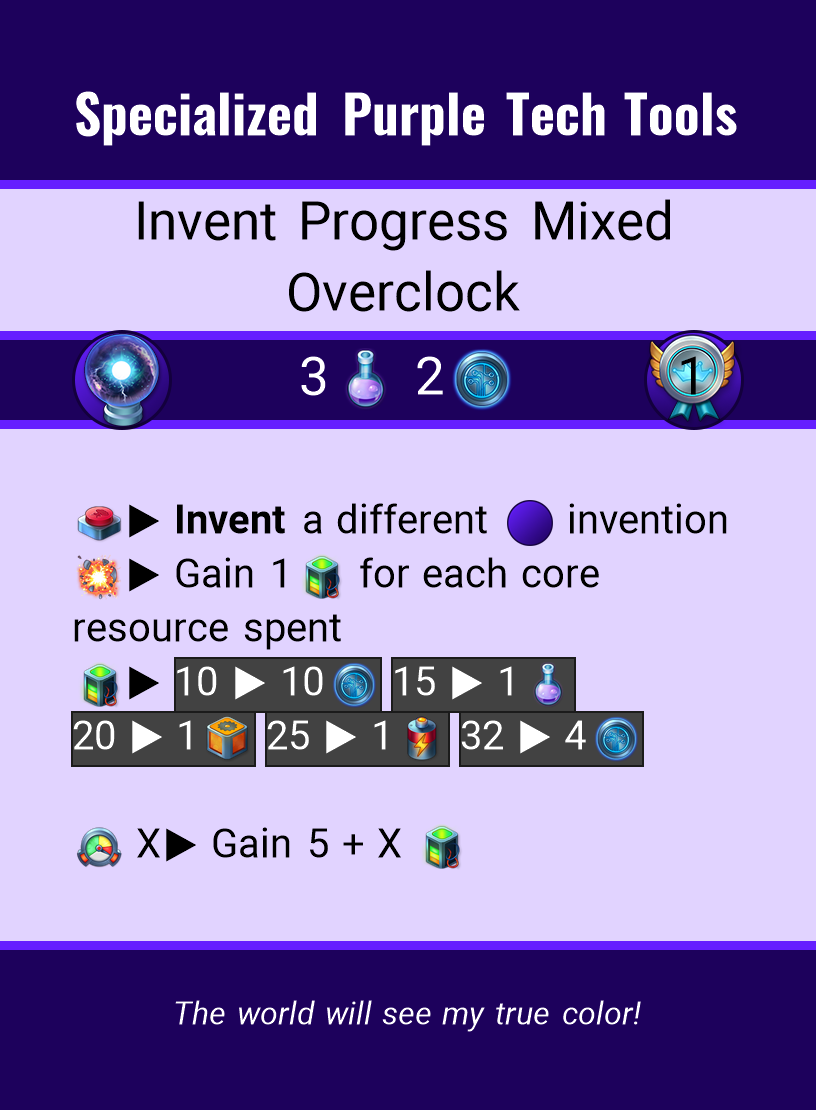 Specialized Purple Tech Tools
Invent Progress Mixed
Overclock
3 2
1
▶ Invent a different invention
▶ Gain 1 for each core
resource spent
▶ 10 ▶ 10 15 ▶ 1
20 ▶ 1 25 ▶ 1 32 ▶ 4
X▶ Gain 5 + X
The world will see my true color!